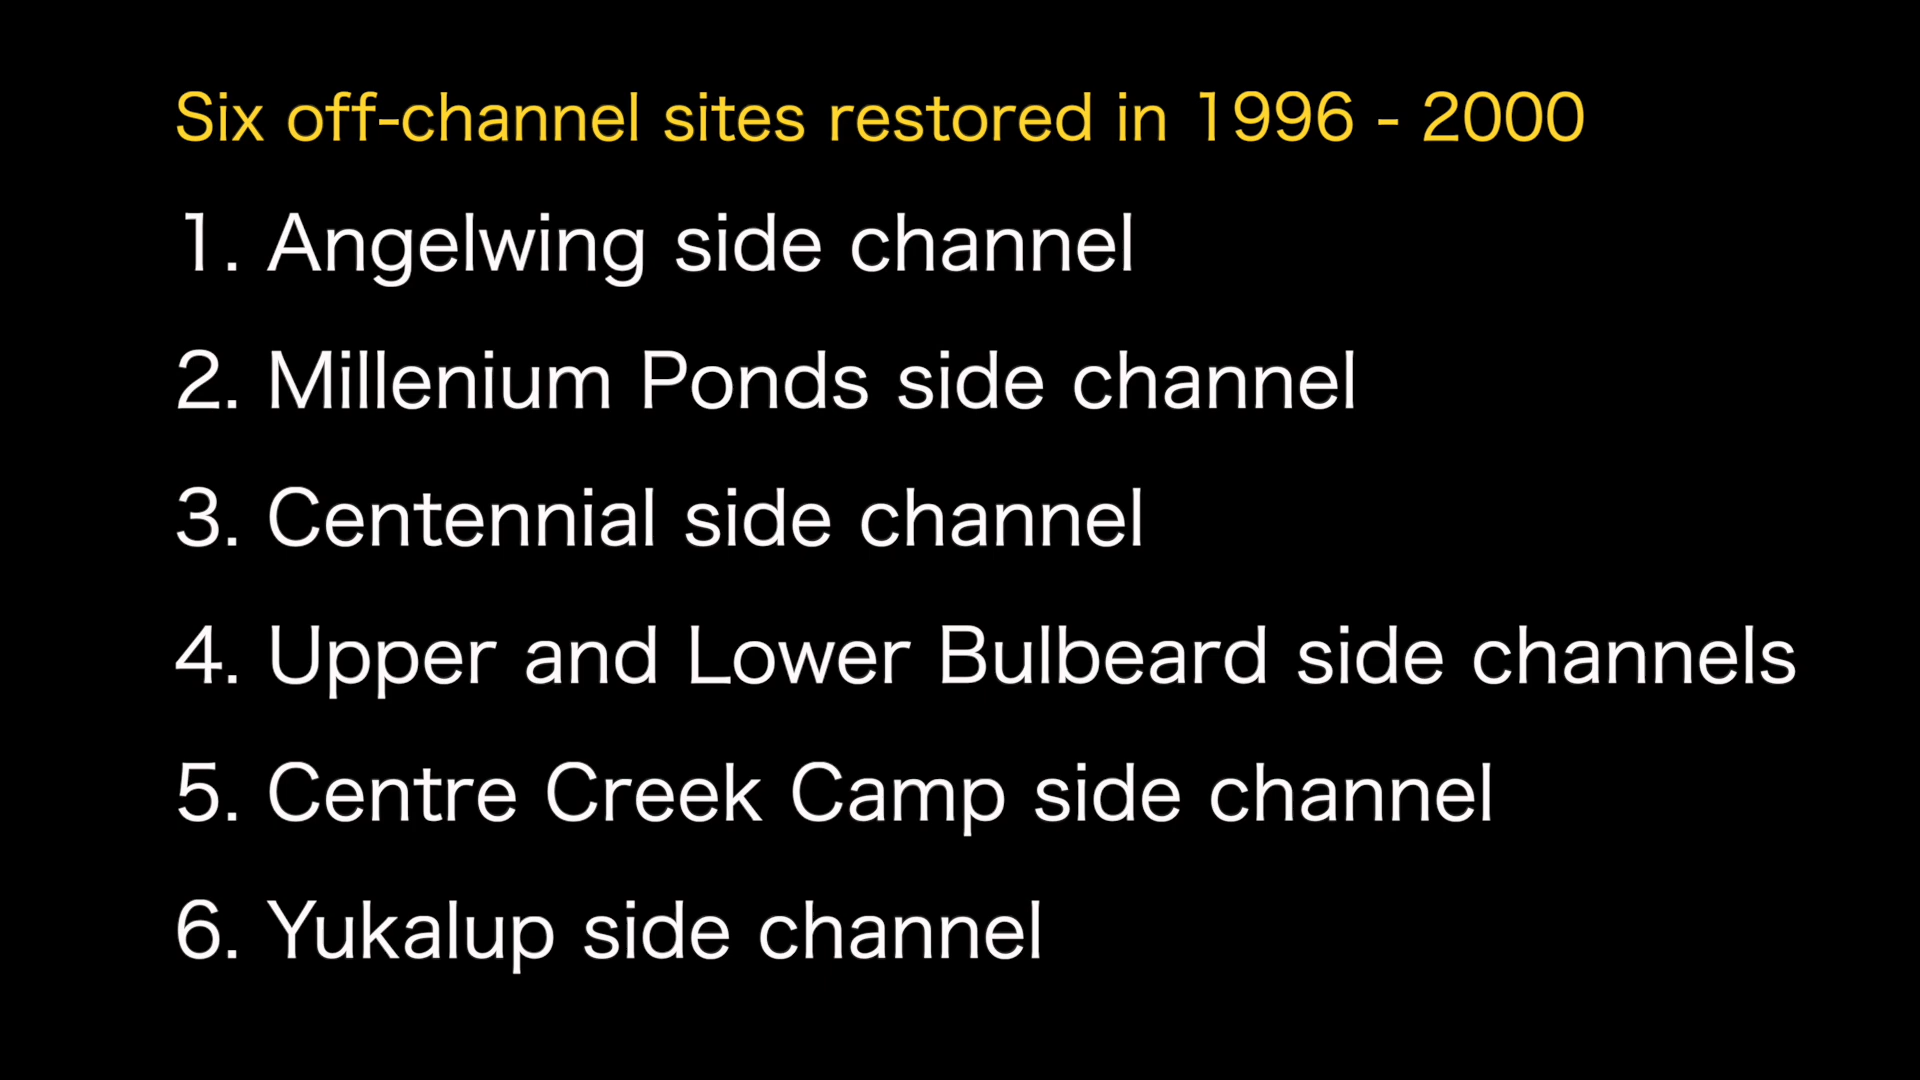 Six off-channel sites restored in 1996 - 2000
1. Angelwing side channel
2. Millenium Ponds side channel
3. Centennial side channel
4. Upper and Lower Bulbeard side channels
5. Centre Creek Camp side channel
6. Yukalup side channel